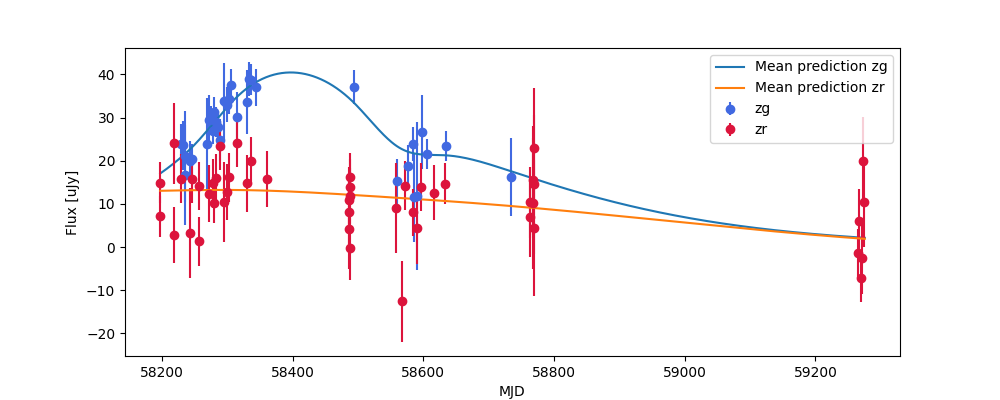 Flux [uJy]
40
30
20
10
0
−10
−20
58200
58400
58600
58800
59000
59200
MJD
Mean prediction zg
Mean prediction zr
zg
zr